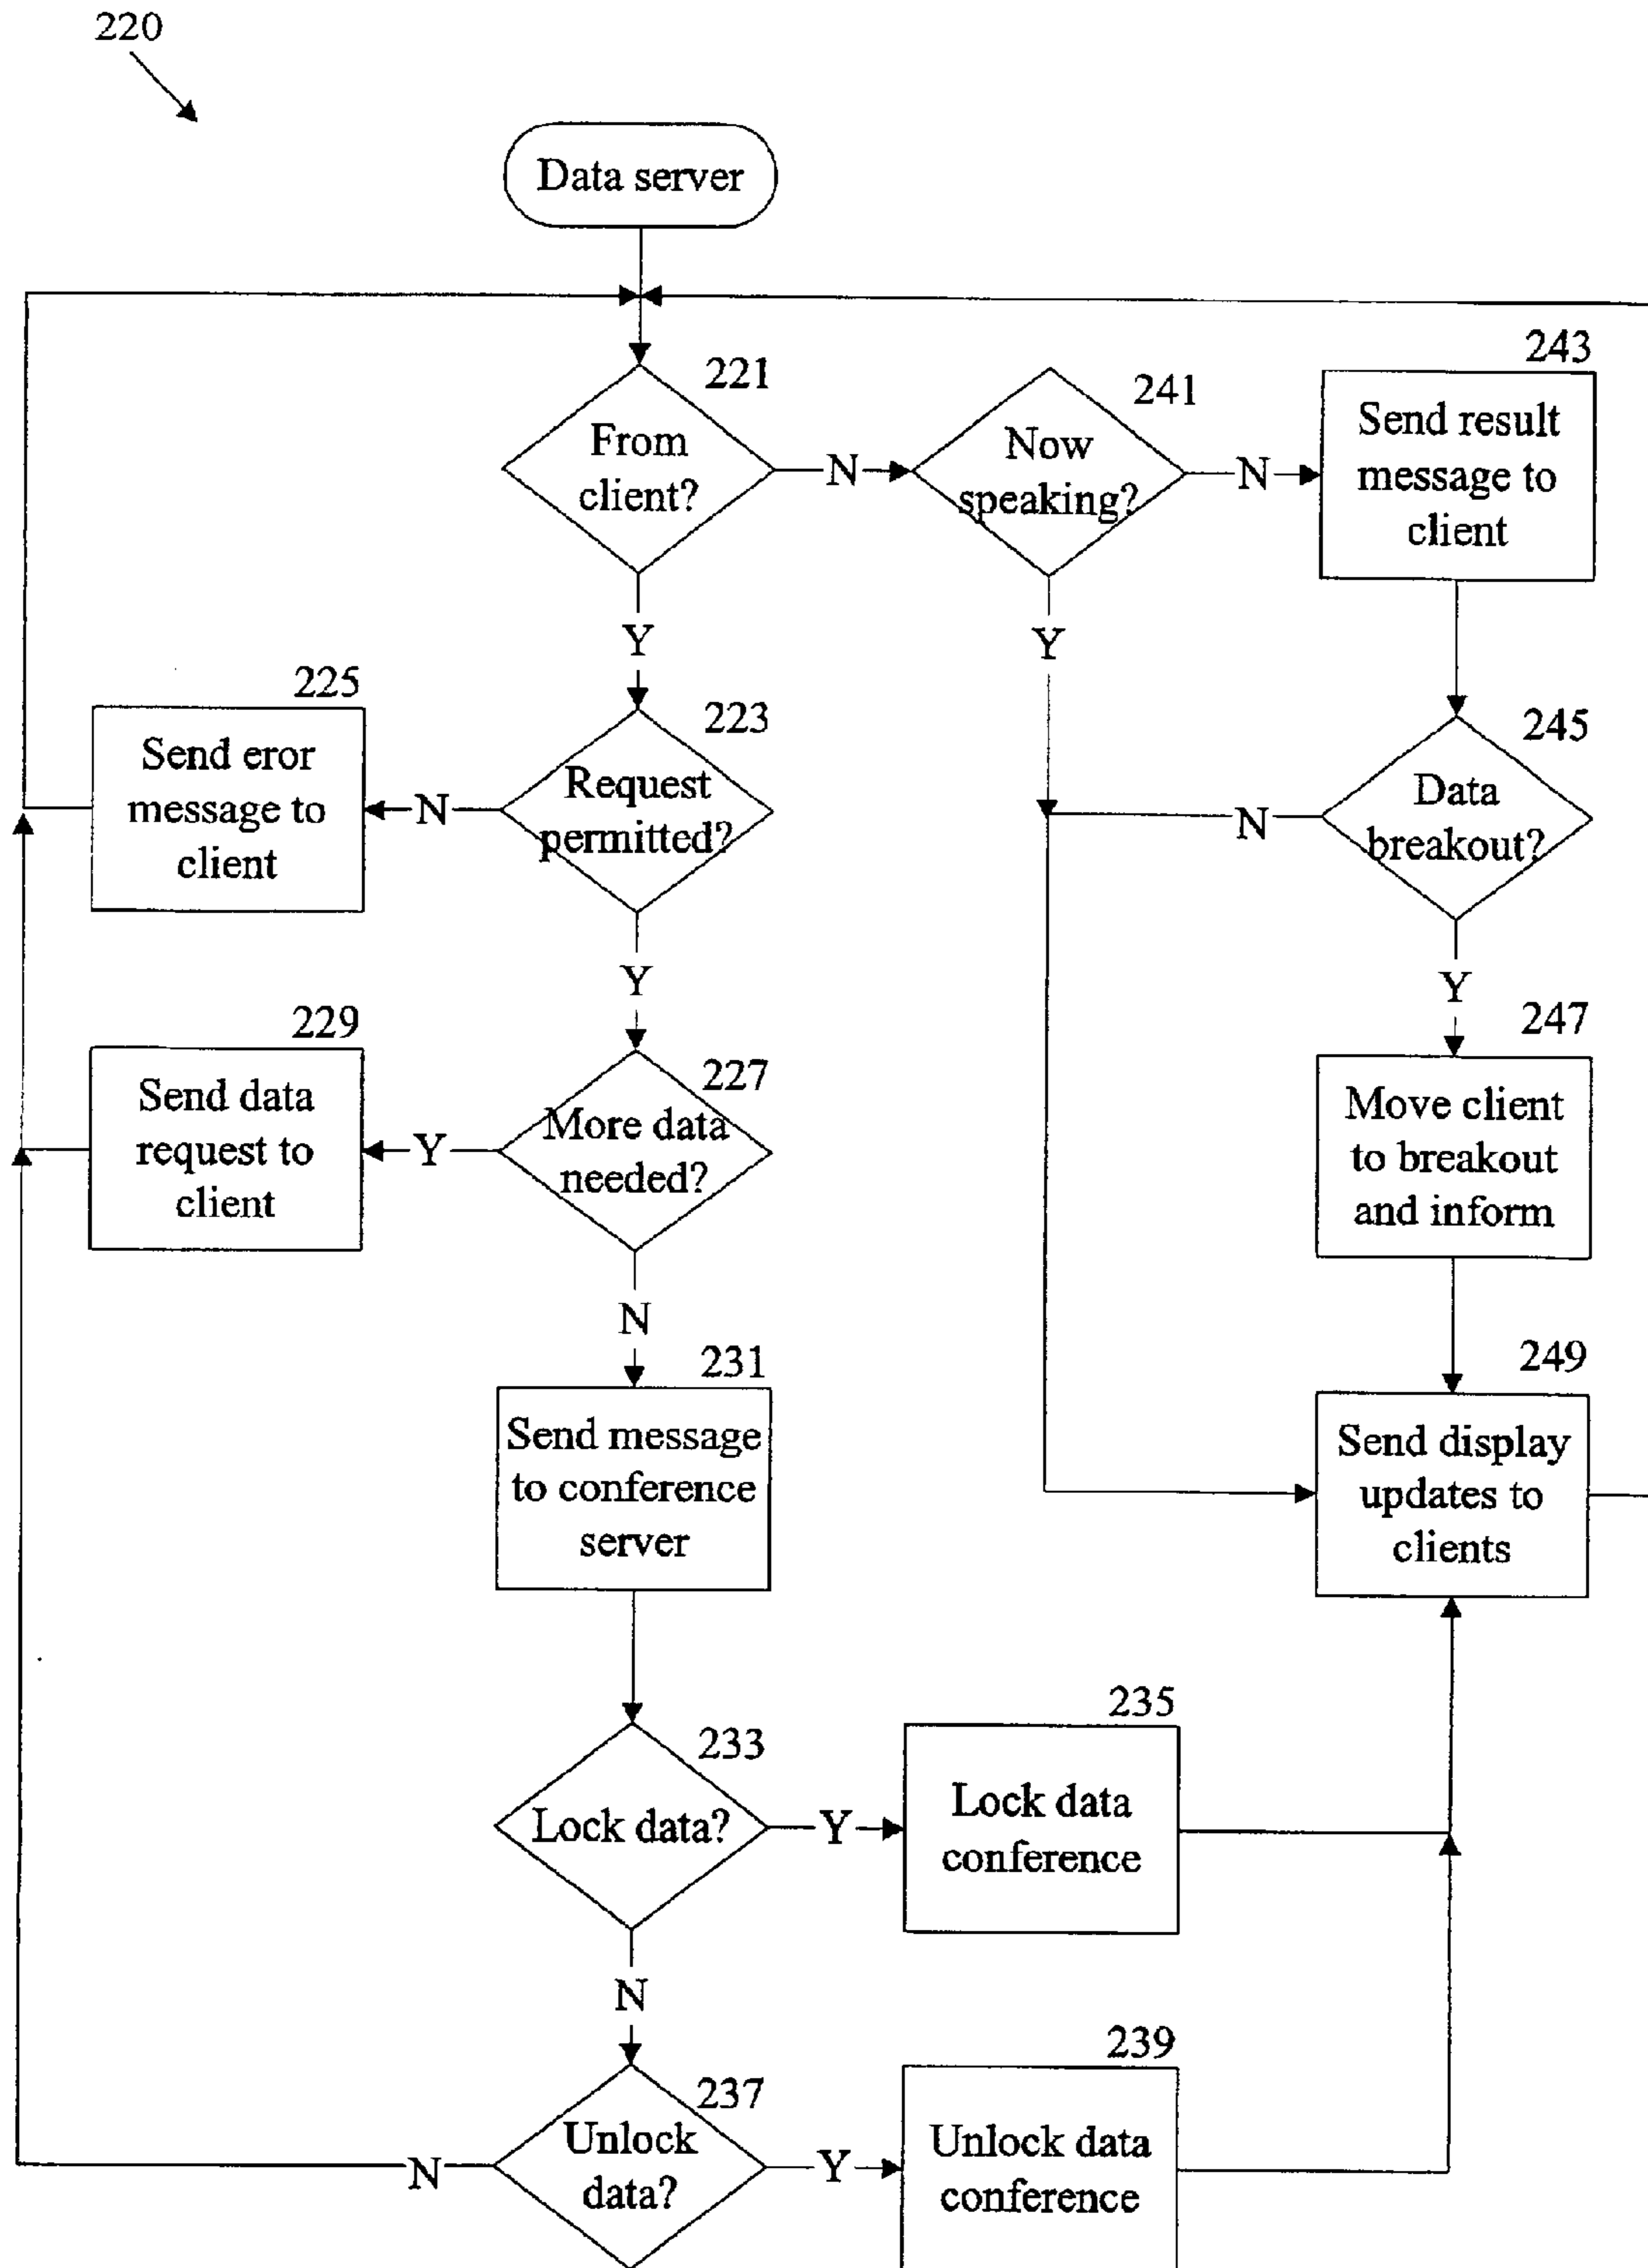 220
Data server
221
From
client?
N
241
Now
speaking?
N
243
Send result
message to
client
Y
Y
225
Send eror
message to
client
N
223
Request
permitted?
N
245
Data
breakout?
Y
Y
229
Send data
request to
client
Y
227
More data
needed?
247
Move client
to breakout
and inform
N
231
Send message
to conference
server
249
Send display
updates to
clients
233
Lock data?
Y
235
Lock data
conference
N
N
237
Unlock
data?
Y
239
Unlock data
conference